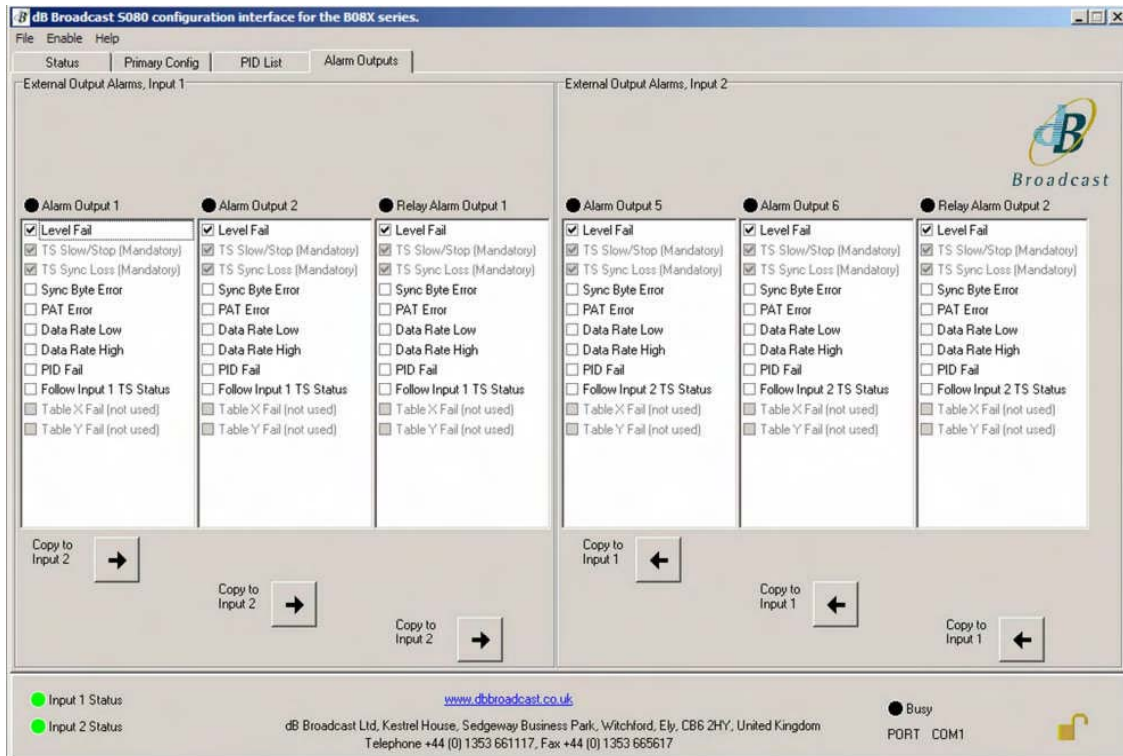 dB Broadcast S080 configuration interface for the B08X series.
File Enable Help
Status Primary Config PID List Alarm Outputs
External Output Alarms, Input 1
External Output Alarms, Input 2
dB
Broadcast
Alarm Output 1
Level Fail
TS Slow/Stop (Mandatory)
TS Sync Loss (Mandatory)
Sync Byte Error
PAT Error
Data Rate Low
Data Rate High
PID Fail
Follow Input 1 TS Status
Table X Fail (not used)
Table Y Fail (not used)
Copy to
Input 2
Alarm Output 2
Level Fail
TS Slow/Stop (Mandatory)
TS Sync Loss (Mandatory)
Sync Byte Error
PAT Error
Data Rate Low
Data Rate High
PID Fail
Follow Input 1 TS Status
Table X Fail (not used)
Table Y Fail (not used)
Copy to
Input 2
Relay Alarm Output 1
Level Fail
TS Slow/Stop (Mandatory)
TS Sync Loss (Mandatory)
Sync Byte Error
PAT Error
Data Rate Low
Data Rate High
PID Fail
Follow Input 1 TS Status
Table X Fail (not used)
Table Y Fail (not used)
Copy to
Input 2
Alarm Output 5
Level Fail
TS Slow/Stop (Mandatory)
TS Sync Loss (Mandatory)
Sync Byte Error
PAT Error
Data Rate Low
Data Rate High
PID Fail
Follow Input 2 TS Status
Table X Fail (not used)
Table Y Fail (not used)
Copy to
Input 1
Alarm Output 6
Level Fail
TS Slow/Stop (Mandatory)
TS Sync Loss (Mandatory)
Sync Byte Error
PAT Error
Data Rate Low
Data Rate High
PID Fail
Follow Input 2 TS Status
Table X Fail (not used)
Table Y Fail (not used)
Copy to
Input 1
Relay Alarm Output 2
Level Fail
TS Slow/Stop (Mandatory)
TS Sync Loss (Mandatory)
Sync Byte Error
PAT Error
Data Rate Low
Data Rate High
PID Fail
Follow Input 2 TS Status
Table X Fail (not used)
Table Y Fail (not used)
Copy to
Input 1
Input 1 Status
Input 2 Status
www.dbbroadcast.co.uk
dB Broadcast Ltd, Kestrel House, Sedgeway Business Park, Witchford, Ely, CB6 2HY, United Kingdom
Telephone +44 (0) 1353 661117, Fax +44 (0) 1353 665617
Busy
PORT COM1